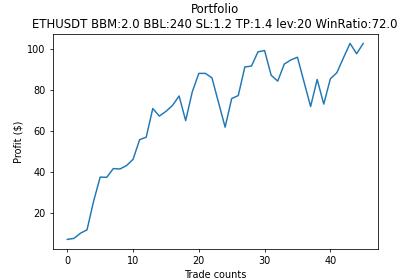 Portfolio
ETHUSDT BBM:2.0 BBL:240 SL:1.2 TP:1.4 lev:20 WinRatio:72.0
100
80
60
40
20
Profit ($)
0
10
20
30
40
Trade counts